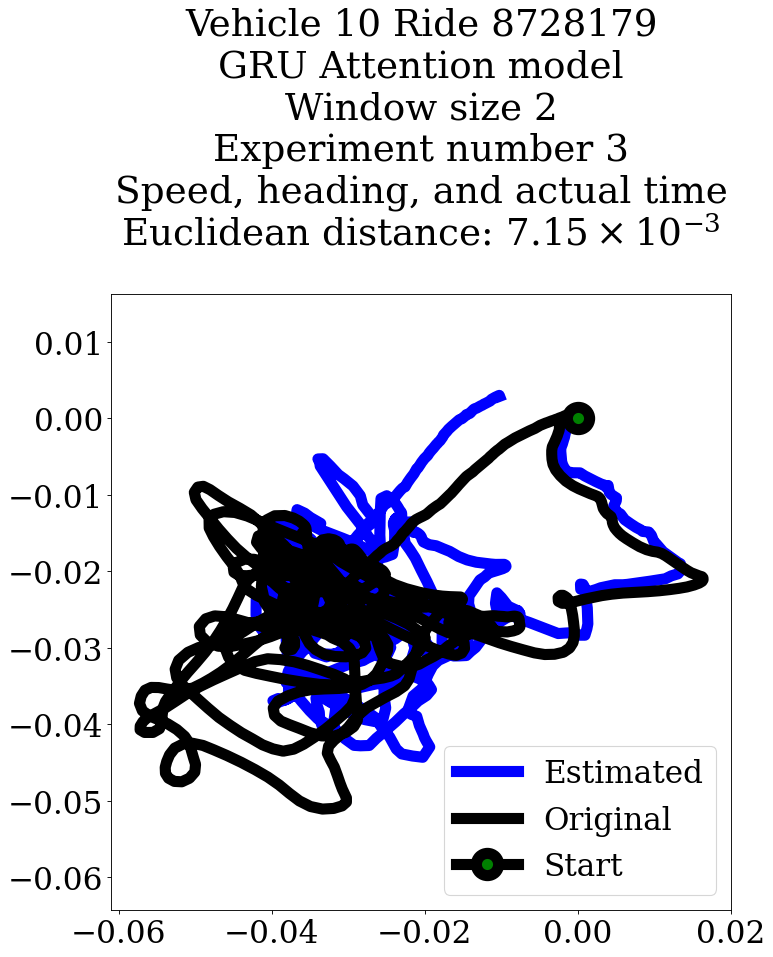 Vehicle 10 Ride 8728179
GRU Attention model
Window size 2
Experiment number 3
Speed, heading, and actual time
Euclidean distance: 7.15 × 10⁻³
0.01
0.00
−0.01
−0.02
−0.03
−0.04
−0.05
−0.06
Estimated
Original
Start
−0.06 −0.04 −0.02 0.00 0.02